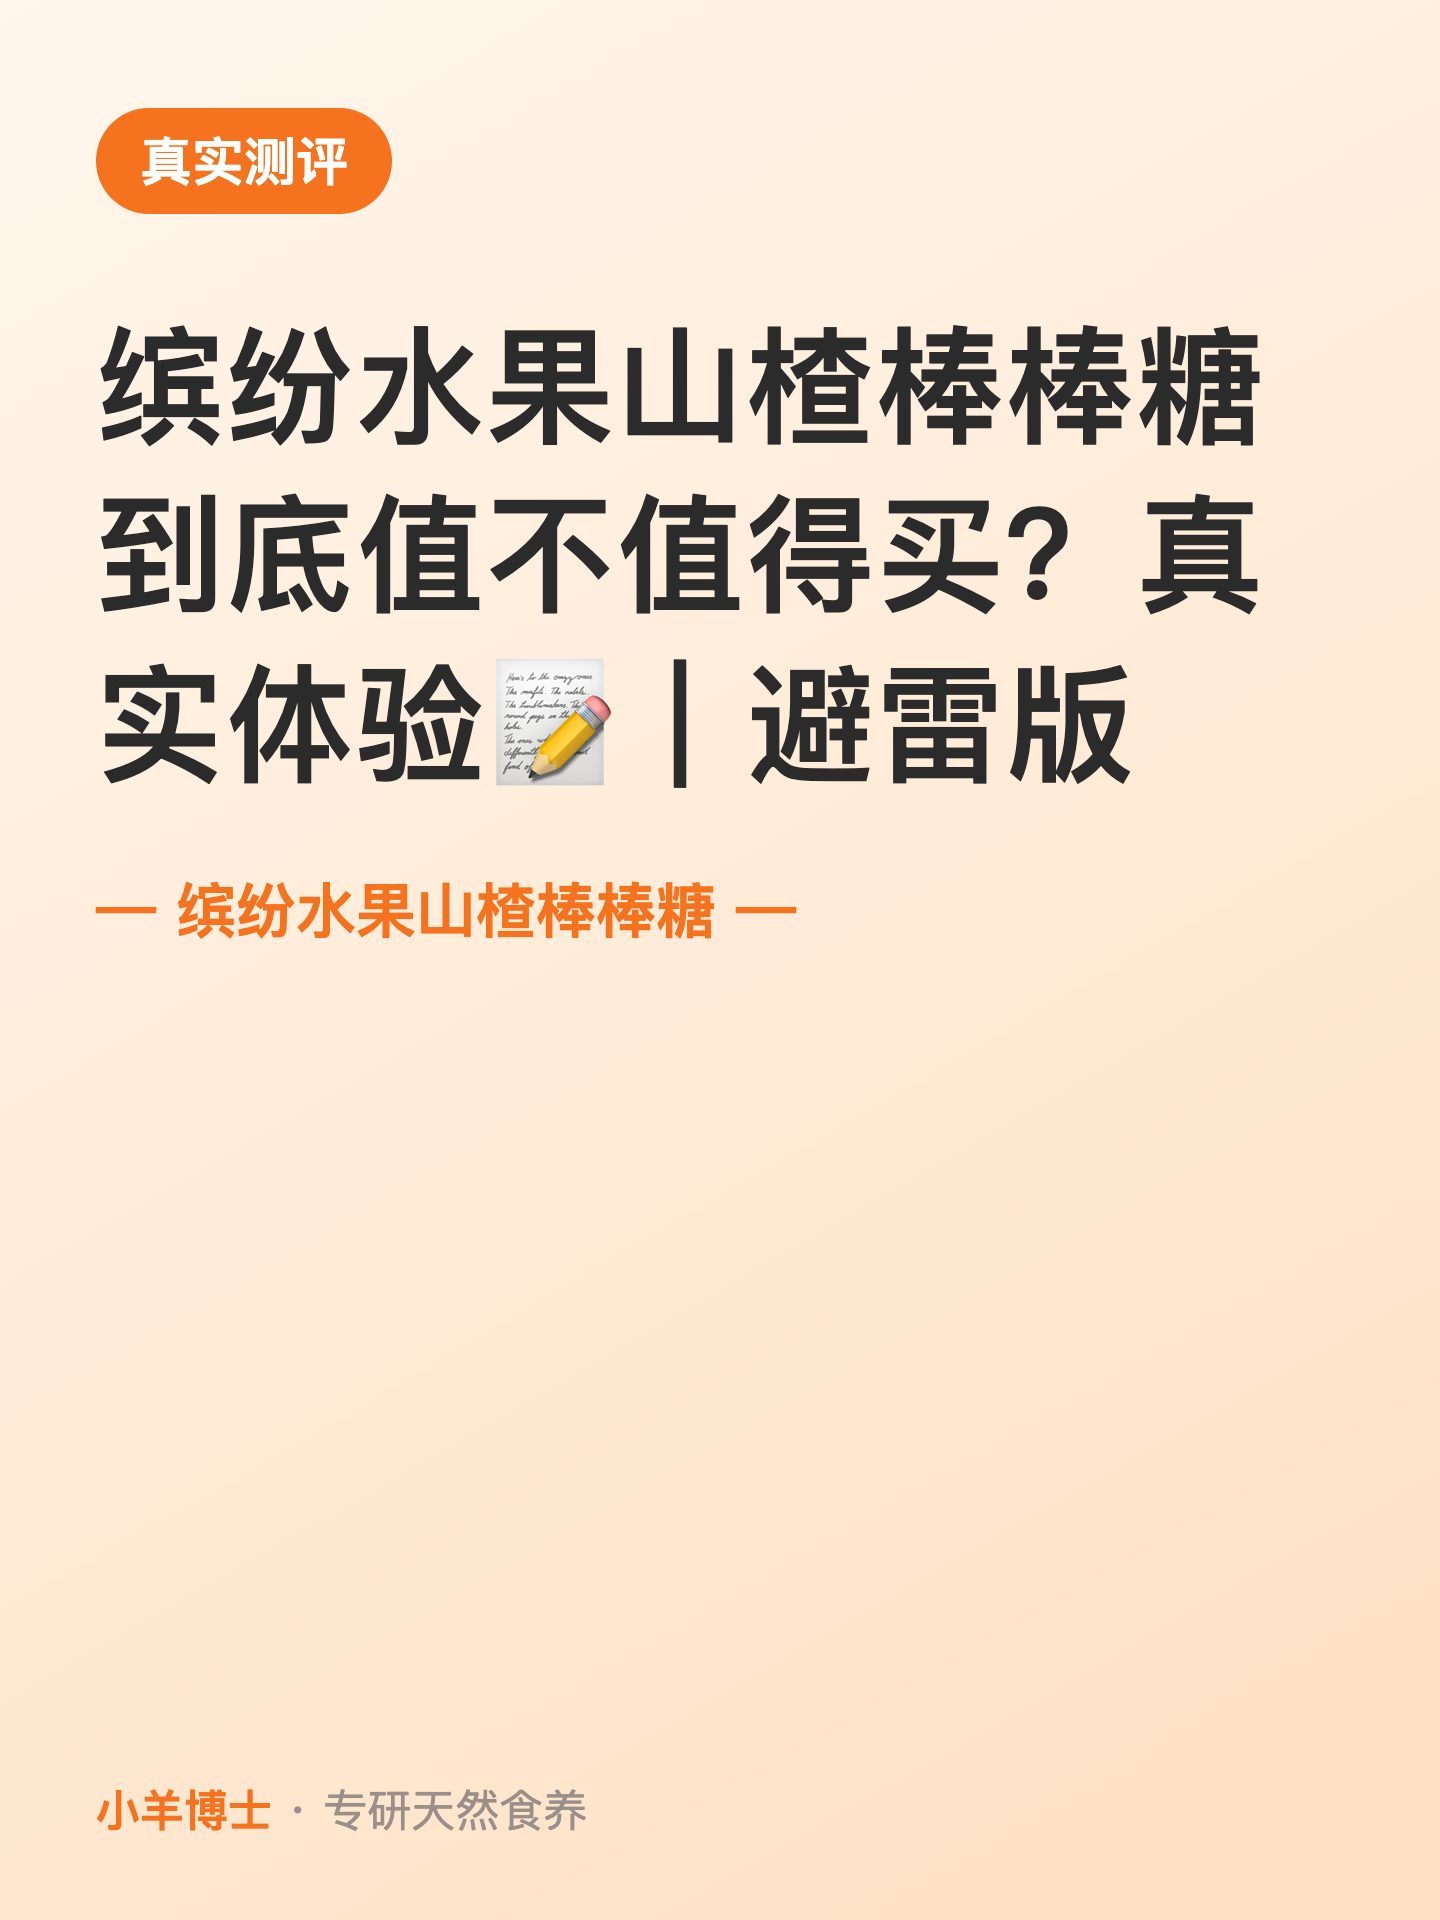 真实测评
缤纷水果山楂棒棒糖
到底值不值得买？真
实体验📝｜避雷版
— 缤纷水果山楂棒棒糖 —
小羊博士 · 专研天然食养